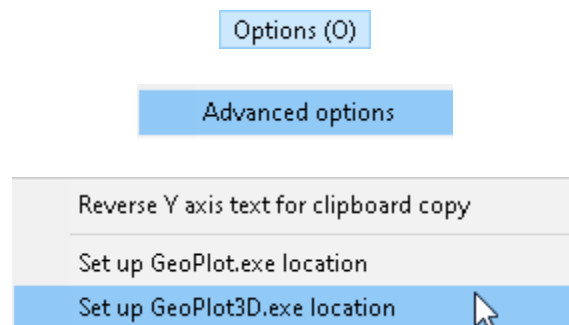 Options (O)
Advanced options
Reverse Y axis text for clipboard copy
Set up GeoPlot.exe location
Set up GeoPlot3D.exe location